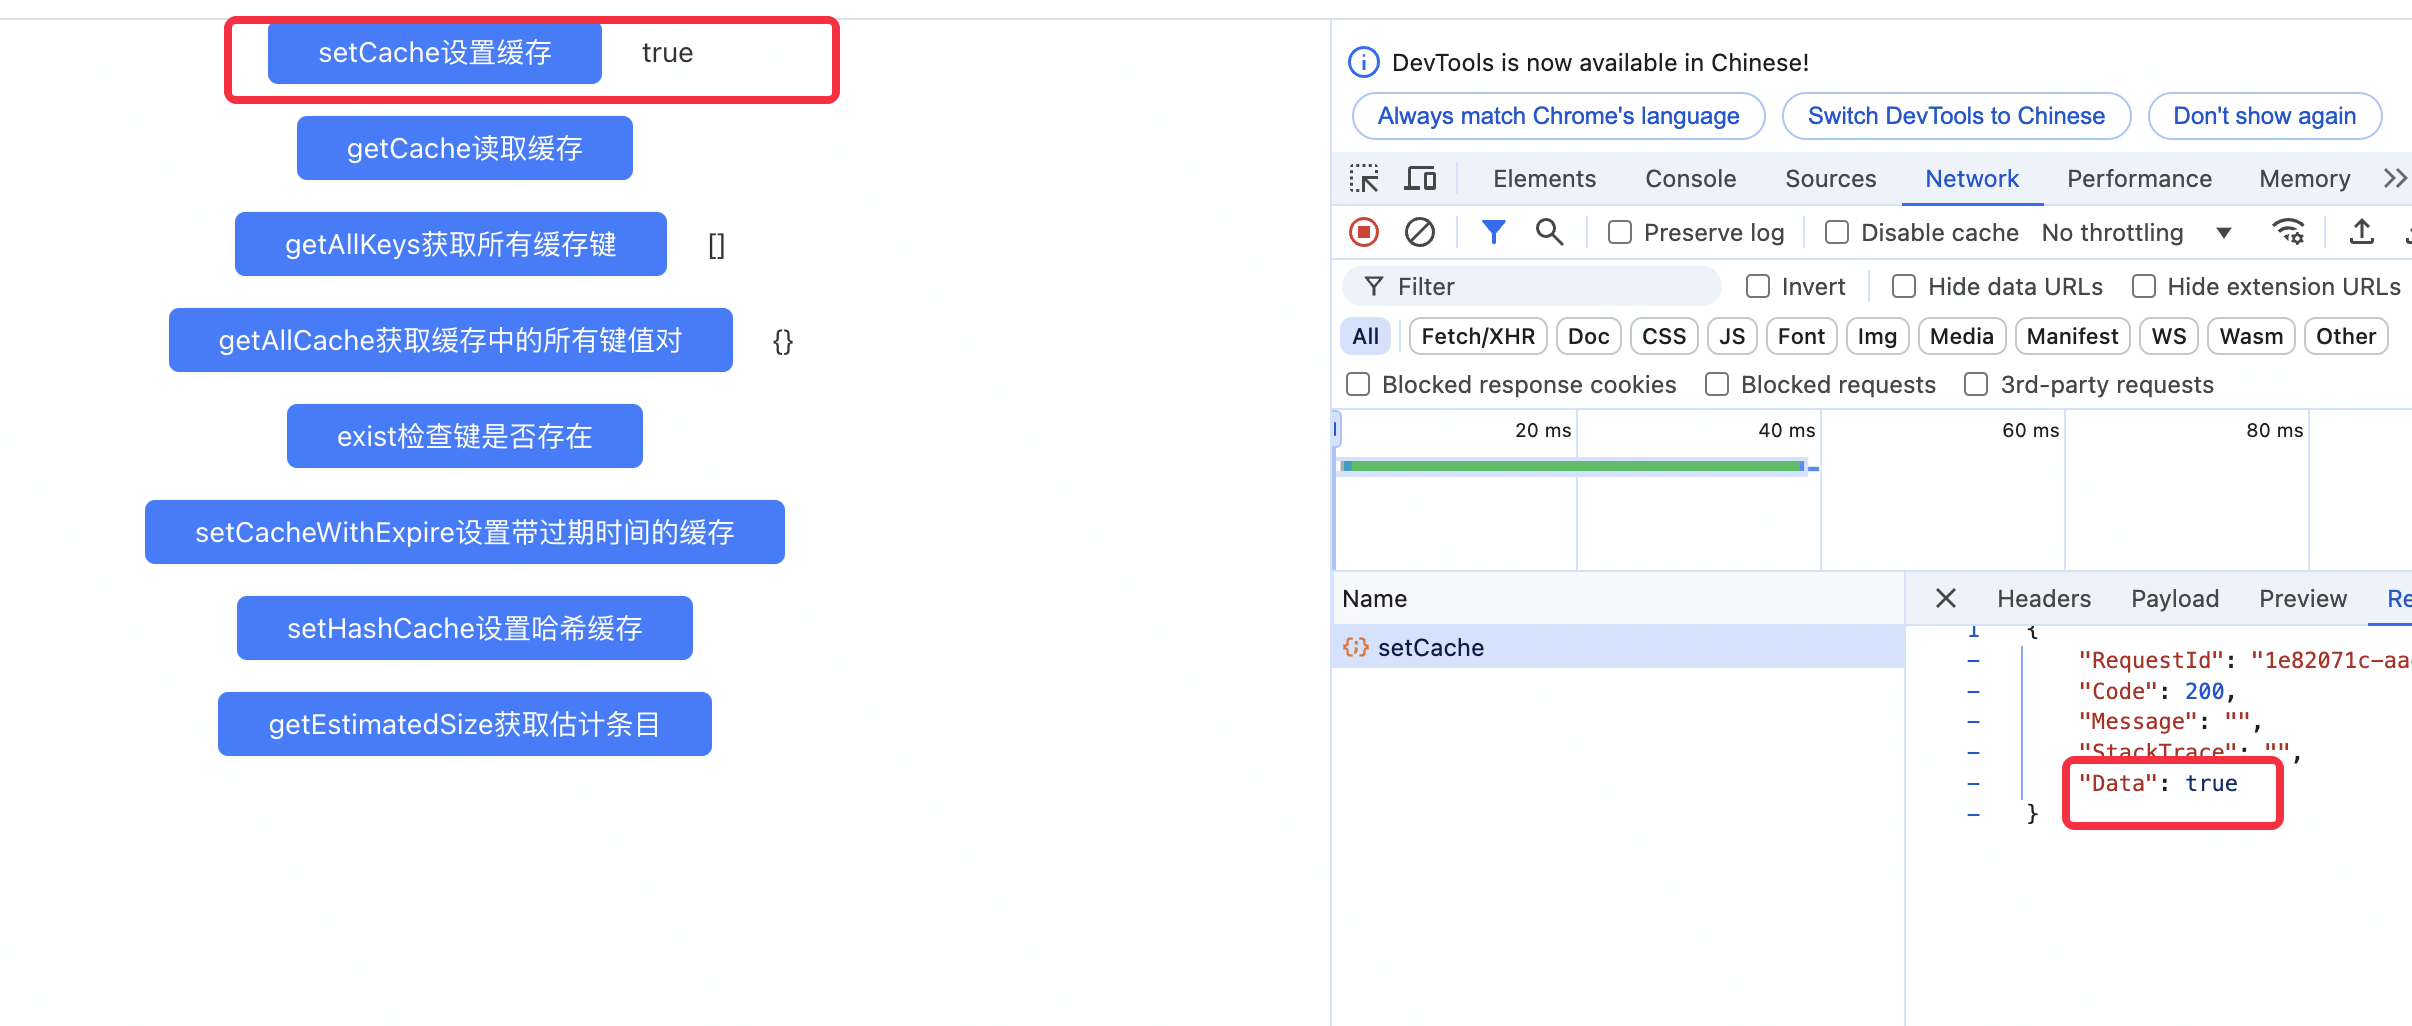 setCache设置缓存 true
getCache读取缓存
getAllKeys获取所有缓存键 []
getAllCache获取缓存中的所有键值对 {}
exist检查键是否存在
setCacheWithExpire设置带过期时间的缓存
setHashCache设置哈希缓存
getEstimatedSize获取估计条目
DevTools is now available in Chinese!
Always match Chrome's language Switch DevTools to Chinese Don't show again
Elements Console Sources Network Performance Memory
Preserve log Disable cache No throttling
Filter Invert Hide data URLs Hide extension URLs
All Fetch/XHR Doc CSS JS Font Img Media Manifest WS Wasm Other
Blocked response cookies Blocked requests 3rd-party requests
20 ms 40 ms 60 ms 80 ms
Name Headers Payload Preview
setCache
1 {
"RequestId": "1e82071c-aa
"Code": 200,
"Message": "",
"StackTrace": "",
"Data": true
}